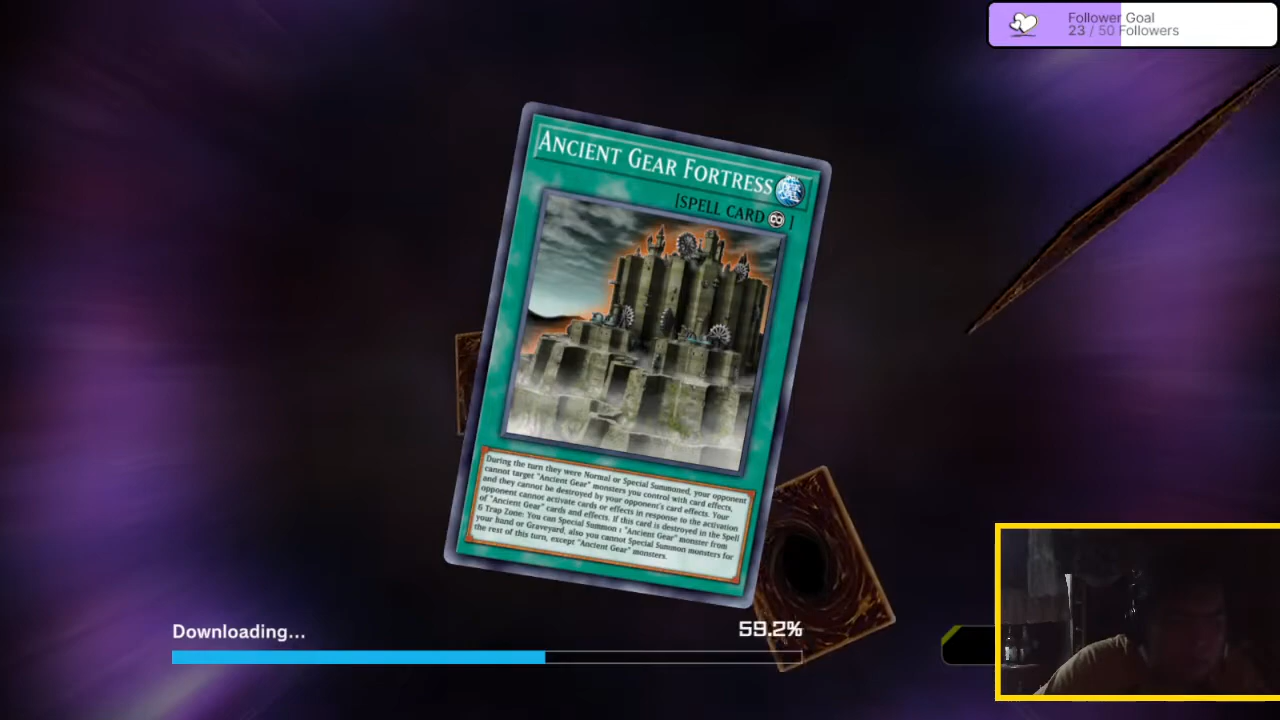 Follower Goal
23 / 50 Followers
ANCIENT GEAR FORTRESS
[SPELL CARD ]
During the turn they were Normal or Special Summoned, your opponent
cannot target "Ancient Gear" monsters you control with card effects,
and they cannot be destroyed by your opponent's card effects. Your
opponent cannot activate cards or effects in response to the activation
of "Ancient Gear" cards and effects. If this card is destroyed in the Spell
& Trap Zone: You can Special Summon 1 "Ancient Gear" monster from
your hand or Graveyard, also you cannot Special Summon monsters for
the rest of this turn, except "Ancient Gear" monsters.
Downloading...
59.2%